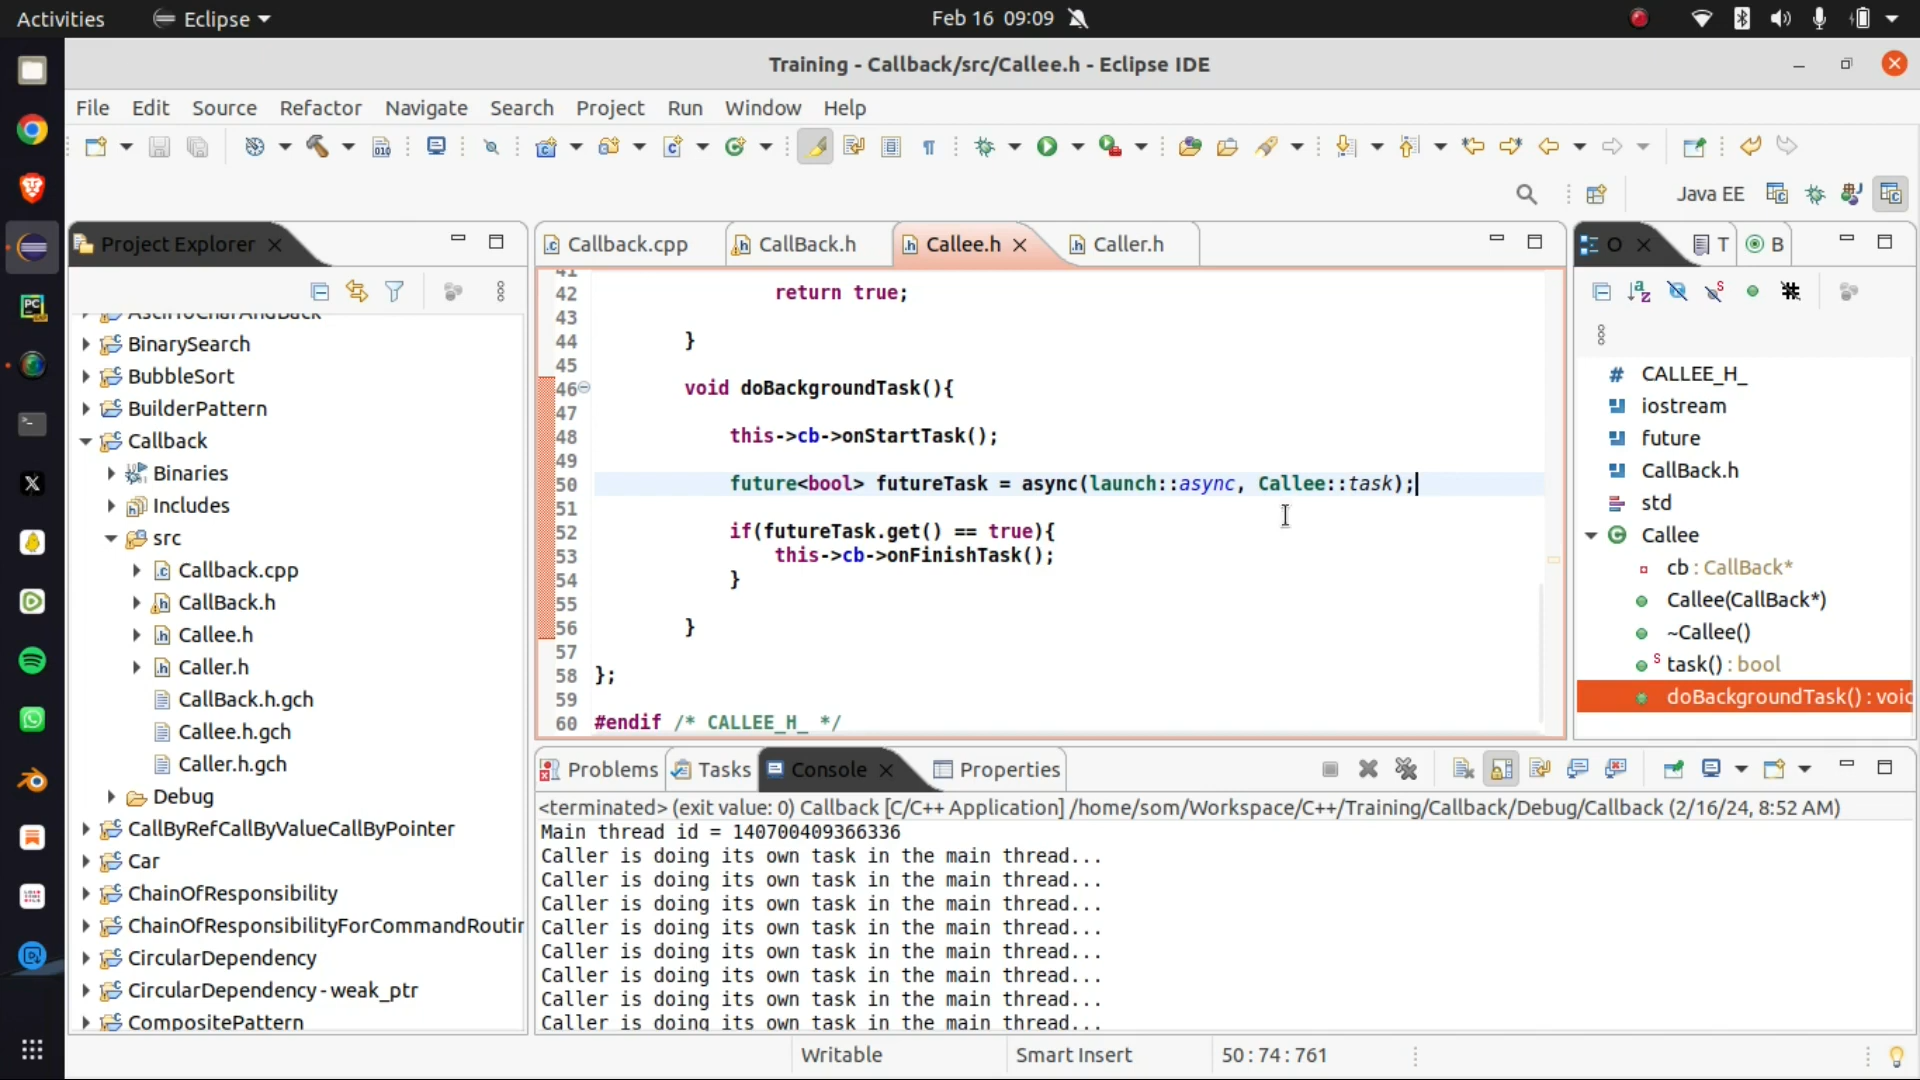 Activities
Eclipse
Feb 16 09:09
Training - Callback/src/Callee.h - Eclipse IDE
File Edit Source Refactor Navigate Search Project Run Window Help
Java EE
Project Explorer
AsciiToCharAndBack
BinarySearch
BubbleSort
BuilderPattern
Callback
Binaries
Includes
src
Callback.cpp
CallBack.h
Callee.h
Caller.h
CallBack.h.gch
Callee.h.gch
Caller.h.gch
Debug
CallByRefCallByValueCallByPointer
Car
ChainOfResponsibility
ChainOfResponsibilityForCommandRoutin
CircularDependency
CircularDependency - weak_ptr
CompositePattern
Callback.cpp CallBack.h Callee.h Caller.h
41
42 return true;
43
44 }
45
46 void doBackgroundTask(){
47
48 this->cb->onStartTask();
49
50 future<bool> futureTask = async(launch::async, Callee::task);
51
52 if(futureTask.get() == true){
53 this->cb->onFinishTask();
54 }
55
56 }
57
58 };
59
60 #endif /* CALLEE_H_ */
O T B
# CALLEE_H_
iostream
future
CallBack.h
std
Callee
cb : CallBack*
Callee(CallBack*)
~Callee()
S task() : bool
doBackgroundTask() : void
Problems Tasks Console Properties
<terminated> (exit value: 0) Callback [C/C++ Application] /home/som/Workspace/C++/Training/Callback/Debug/Callback (2/16/24, 8:52 AM)
Main thread id = 140700409366336
Caller is doing its own task in the main thread...
Caller is doing its own task in the main thread...
Caller is doing its own task in the main thread...
Caller is doing its own task in the main thread...
Caller is doing its own task in the main thread...
Caller is doing its own task in the main thread...
Caller is doing its own task in the main thread...
Caller is doing its own task in the main thread...
Writable
Smart Insert
50 : 74 : 761